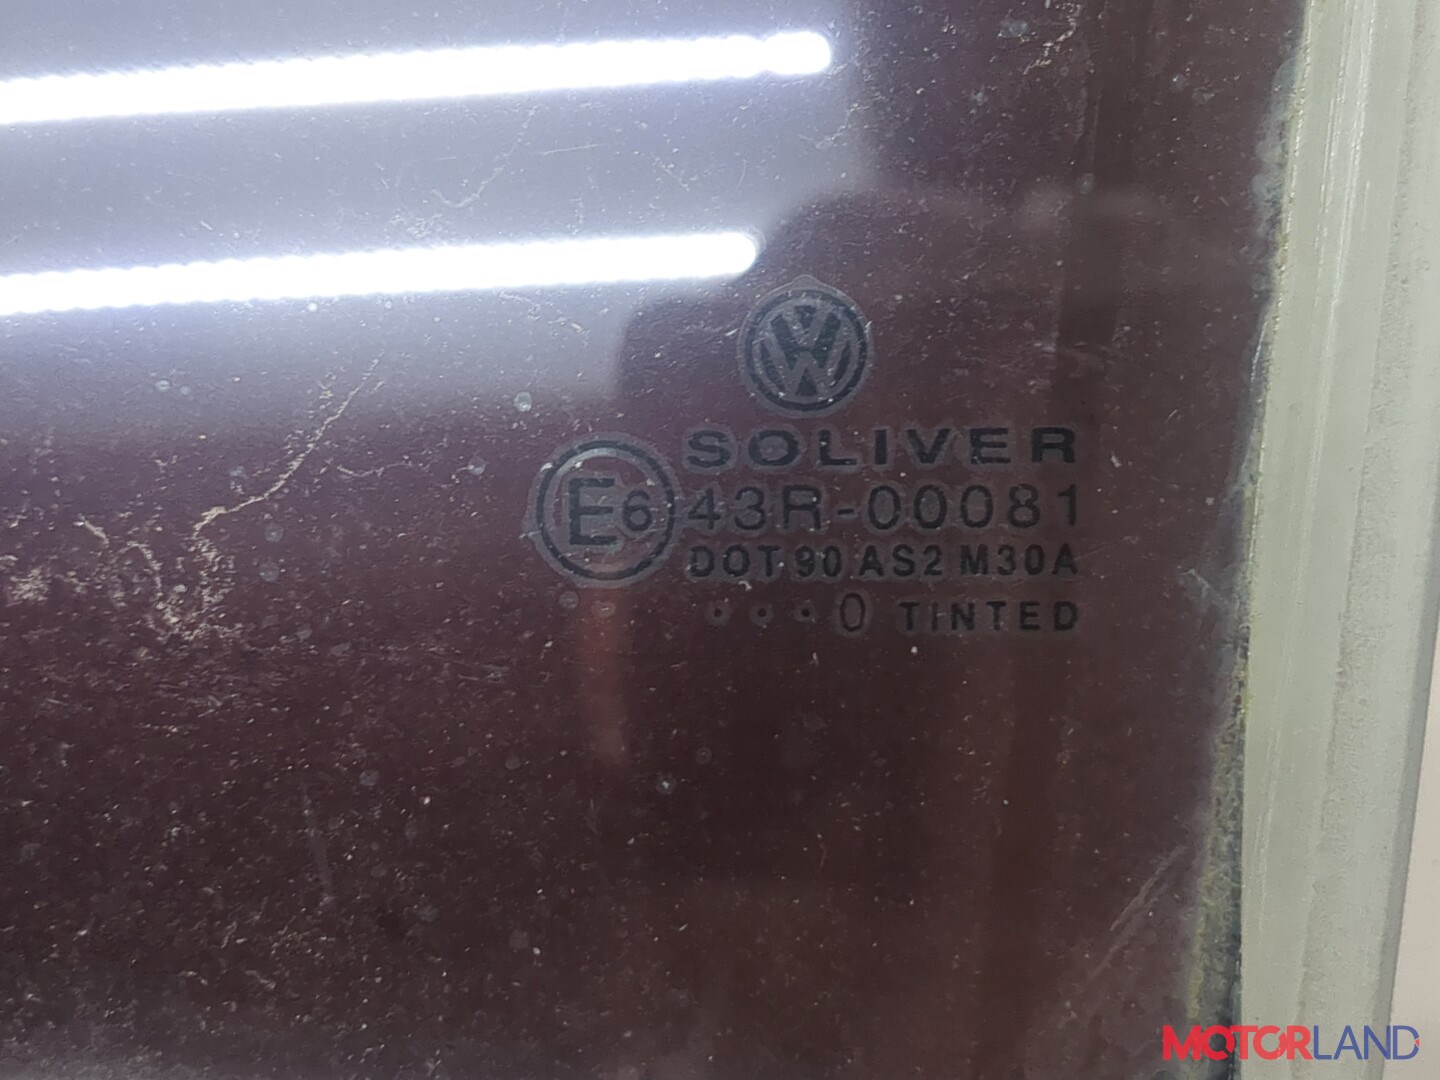 SOLIVER
E6 43R-00081
DOT 90 AS2 M30A
• • • 0 TINTED
MOTORLAND